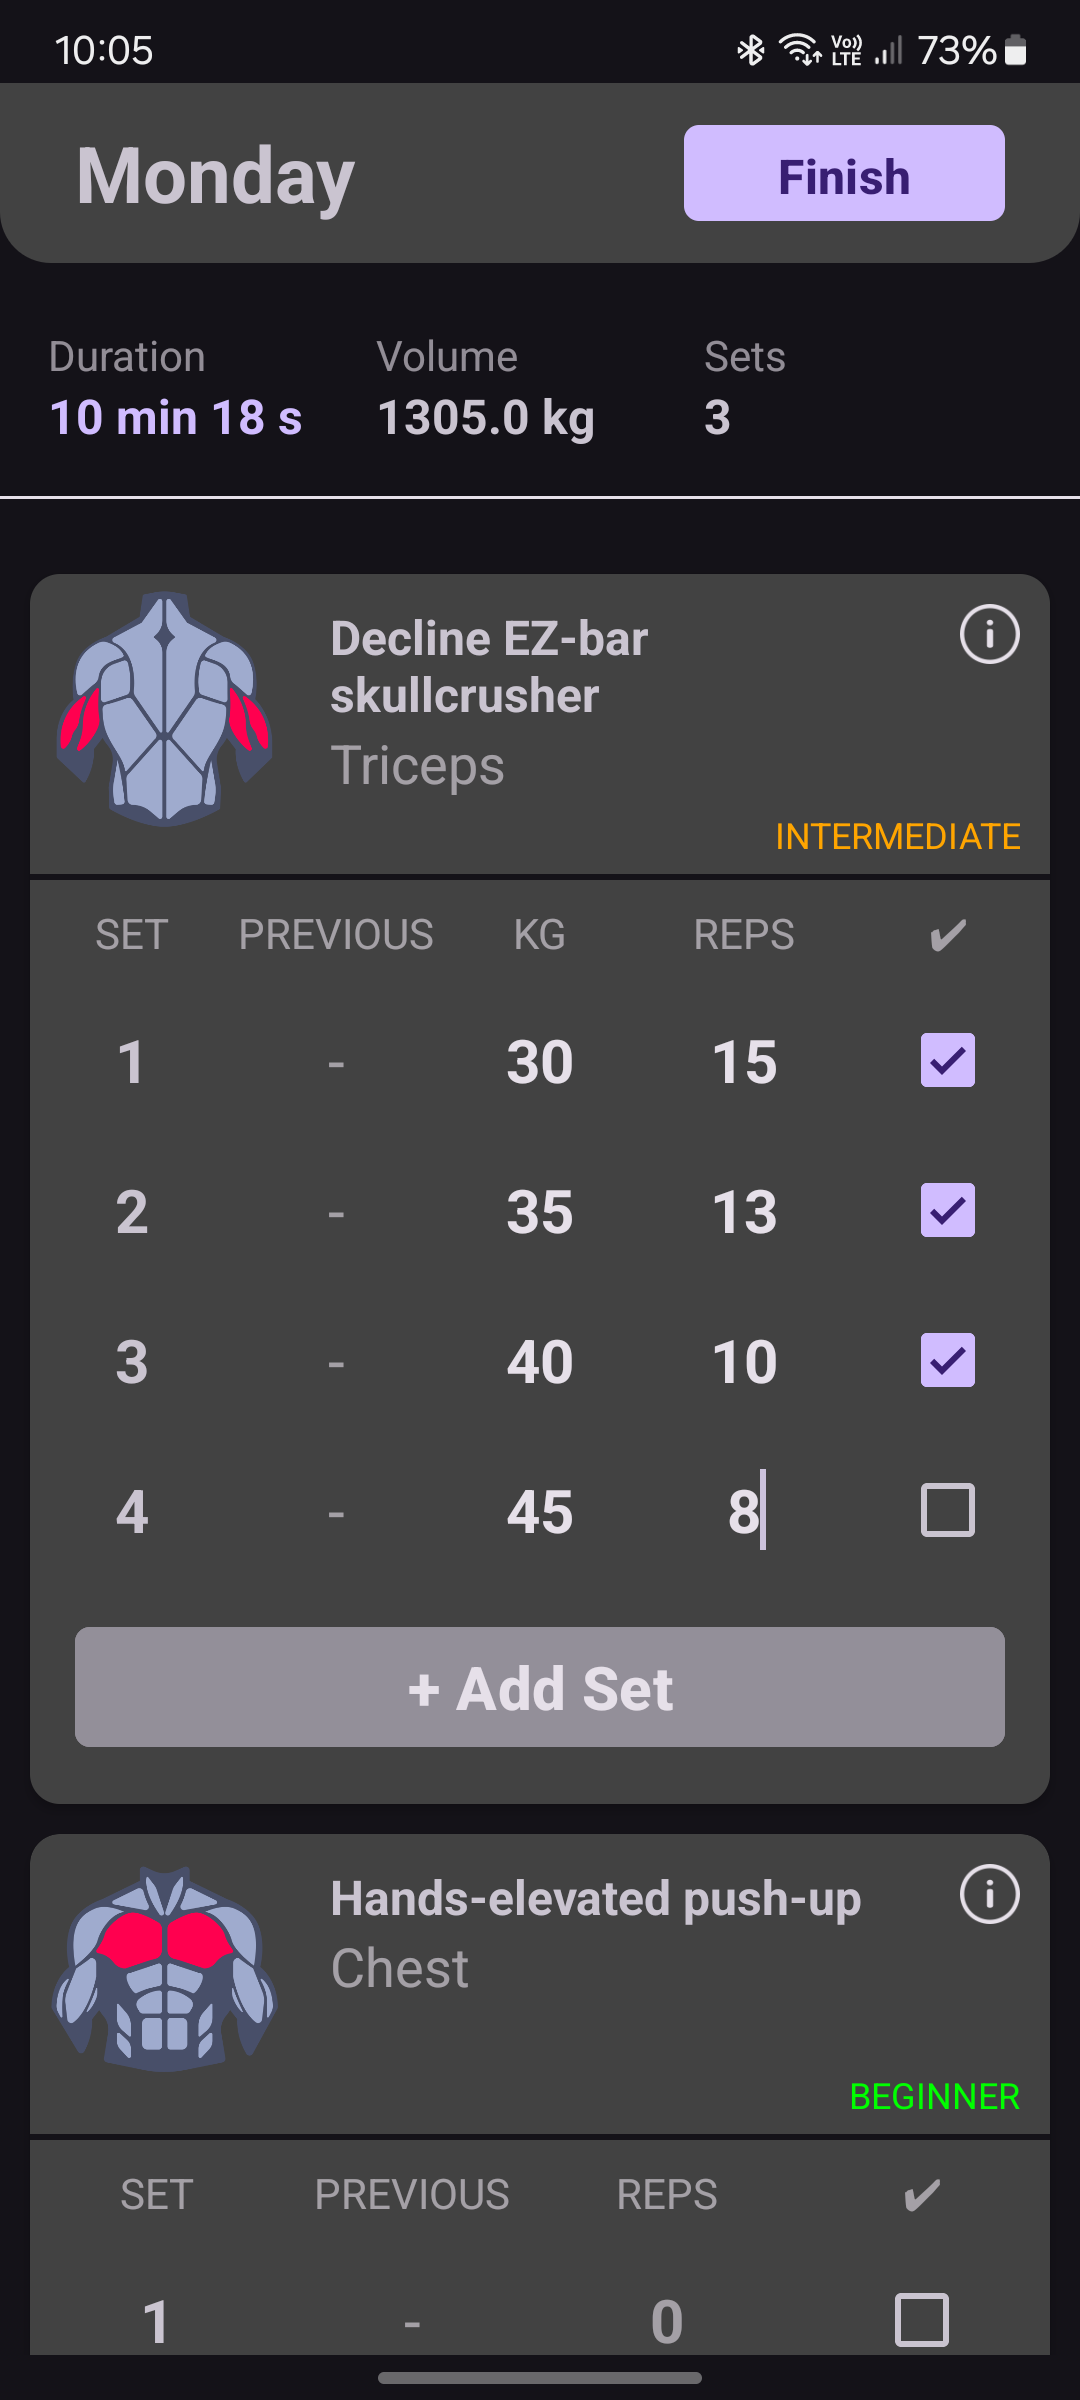 10:05 Vo)) LTE 73%
Monday Finish
Duration Volume Sets
10 min 18 s 1305.0 kg 3
Decline EZ-bar
skullcrusher
Triceps
INTERMEDIATE
SET PREVIOUS KG REPS ✔
1 - 30 15
2 - 35 13
3 - 40 10
4 - 45 8
+ Add Set
Hands-elevated push-up
Chest
BEGINNER
SET PREVIOUS REPS ✔
1 - 0